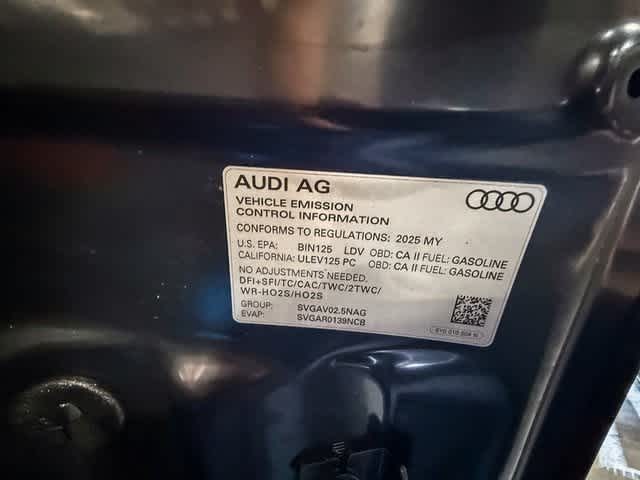 AUDI AG
VEHICLE EMISSION
CONTROL INFORMATION
CONFORMS TO REGULATIONS: 2025 MY
U.S. EPA: BIN125 LDV OBD: CA II FUEL: GASOLINE
CALIFORNIA: ULEV125 PC OBD: CA II FUEL: GASOLINE
NO ADJUSTMENTS NEEDED.
DFI+SFI/TC/CAC/TWC/2TWC/
WR-HO2S/HO2S
GROUP: SVGAV02.5NAG
EVAP: SVGAR0139NCB